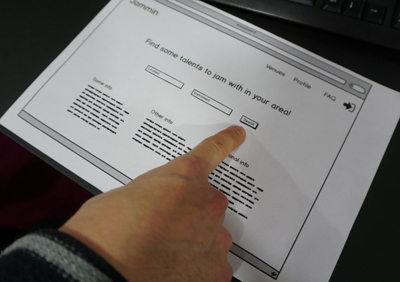 Jammin
Venues Profile FAQ
Find some talents to jam with in your area!
Some info
Other info